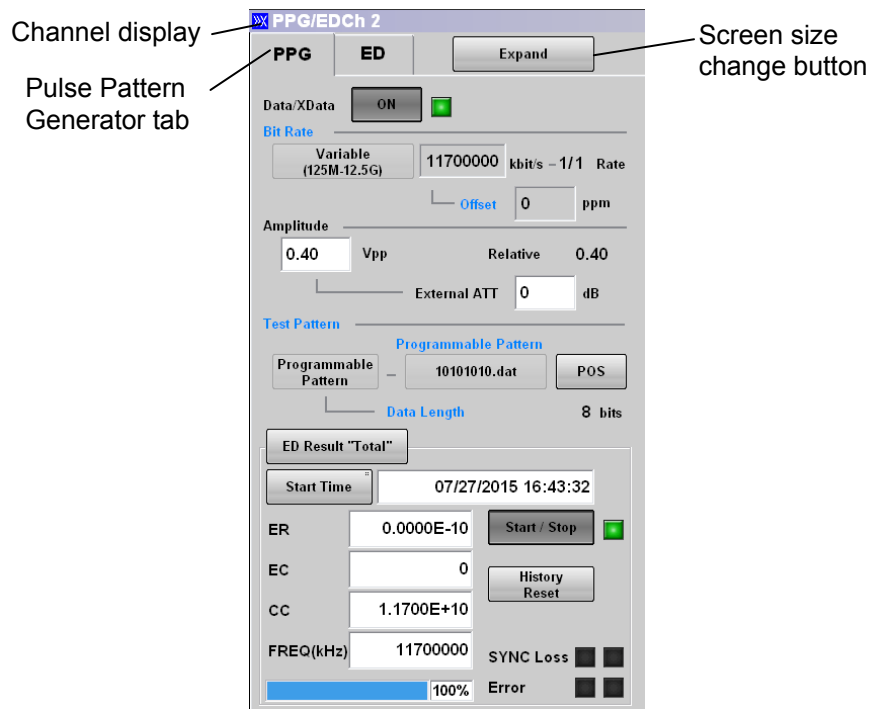 Channel display
Pulse Pattern
Generator tab
Screen size
change button
PPG/EDCh 2
PPG ED Expand
Data/XData ON
Bit Rate
Variable
(125M-12.5G)
11700000 kbit/s – 1/1 Rate
Offset 0 ppm
Amplitude
0.40 Vpp Relative 0.40
External ATT 0 dB
Test Pattern
Programmable Pattern
Programmable
Pattern
– 10101010.dat POS
Data Length 8 bits
ED Result "Total"
Start Time 07/27/2015 16:43:32
ER 0.0000E-10 Start / Stop
EC 0
History
Reset
CC 1.1700E+10
FREQ(kHz) 11700000
SYNC Loss
100% Error